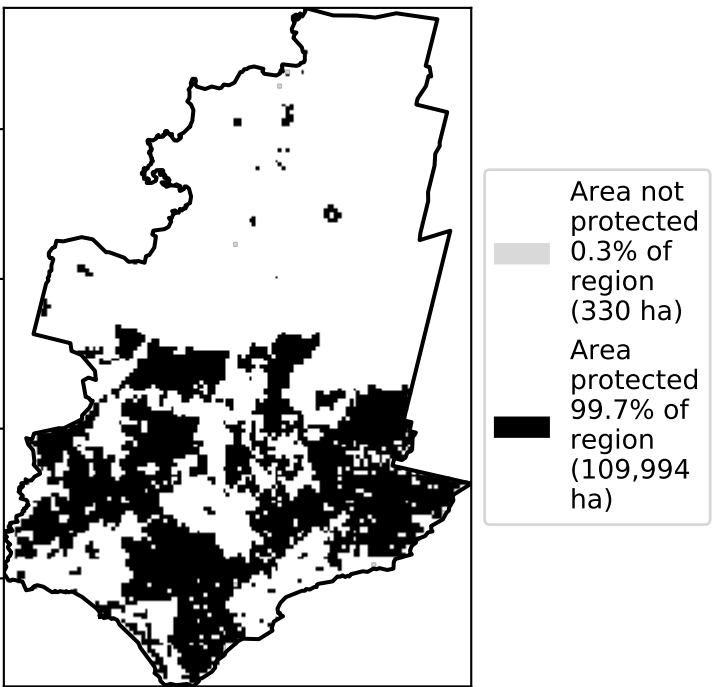 Area not
protected
0.3% of
region
(330 ha)
Area
protected
99.7% of
region
(109,994
ha)